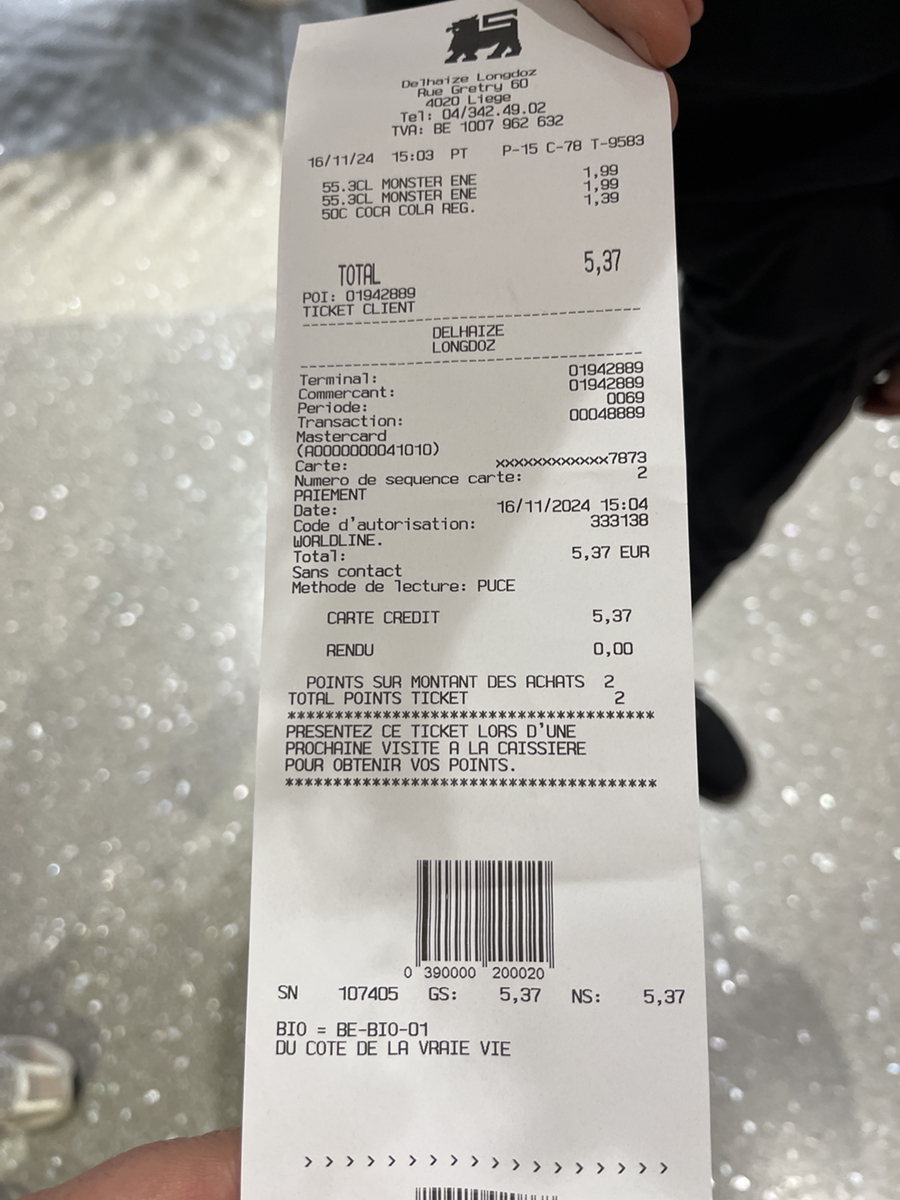 Delhaize Longdoz
Rue Gretry 60
4020 Liege
Tel: 04/342.49.02
TVA: BE 1007 962 632
16/11/24 15:03 PT P-15 C-78 T-9583
55.3CL MONSTER ENE 1,99
55.3CL MONSTER ENE 1,99
50C COCA COLA REG. 1,39
TOTAL 5,37
POI: 01942889
TICKET CLIENT
------------------------------------
DELHAIZE
LONGDOZ
------------------------------------
Terminal: 01942889
Commercant: 01942889
Periode: 0069
Transaction: 00048889
Mastercard
(A0000000041010)
Carte: xxxxxxxxxxxx7873
Numero de sequence carte: 2
PAIEMENT
Date: 16/11/2024 15:04
Code d'autorisation: 333138
WORLDLINE.
Total: 5,37 EUR
Sans contact
Methode de lecture: PUCE
CARTE CREDIT 5,37
RENDU 0,00
POINTS SUR MONTANT DES ACHATS 2
TOTAL POINTS TICKET 2
**************************************
PRESENTEZ CE TICKET LORS D'UNE
PROCHAINE VISITE A LA CAISSIERE
POUR OBTENIR VOS POINTS.
**************************************
0 390000 200020
SN 107405 GS: 5,37 NS: 5,37
BIO = BE-BIO-01
DU COTE DE LA VRAIE VIE
> > > > > > > > > > > > > > > > > >